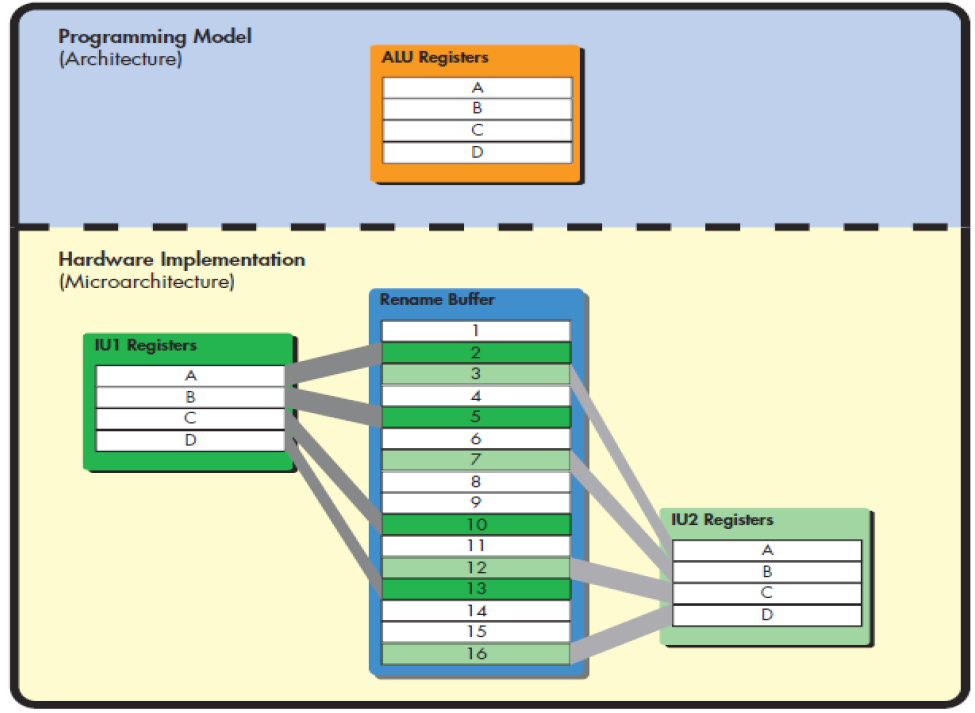 Programming Model
(Architecture)
ALU Registers
A
B
C
D
Hardware Implementation
(Microarchitecture)
Rename Buffer
1
2
3
4
5
6
7
8
9
10
11
12
13
14
15
16
IU1 Registers
A
B
C
D
IU2 Registers
A
B
C
D